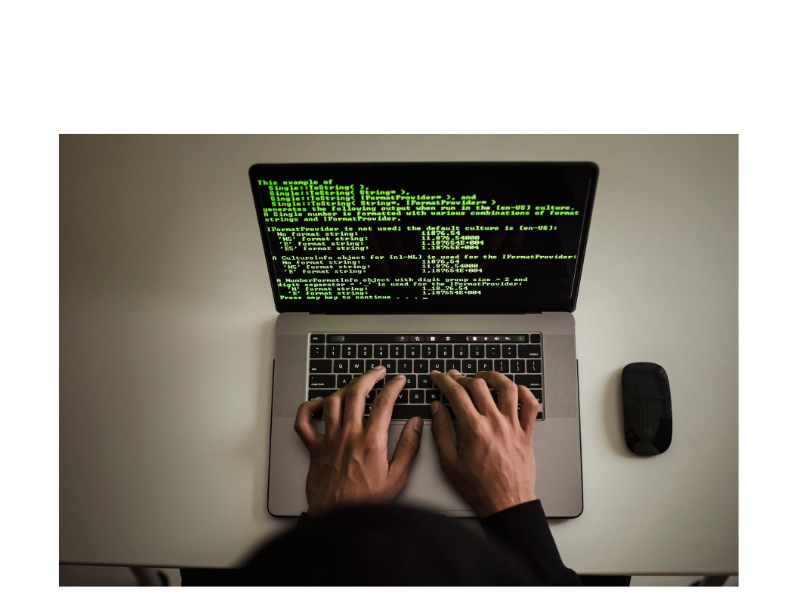 This example of
Single::ToString( ),
Single::ToString( String^ ),
Single::ToString( IFormatProvider^ ), and
Single::ToString( String^, IFormatProvider^ )
generates the following output when run in the [en-US] culture.
A Single number is formatted with various combinations of format
strings and IFormatProvider.
IFormatProvider is not used; the default culture is [en-US]:
No format string: 11876.54
'N5' format string: 11,876.54000
'E' format string: 1.187654E+004
'E5' format string: 1.18765E+004
A CultureInfo object for [nl-NL] is used for the IFormatProvider:
No format string: 11876,54
'N5' format string: 11.876,54000
'E' format string: 1,187654E+004
A NumberFormatInfo object with digit group size = 2 and
digit separator = '_' is used for the IFormatProvider:
'N' format string: 1_18_76.54
'E' format string: 1.187654E+004
Press any key to continue . . . _